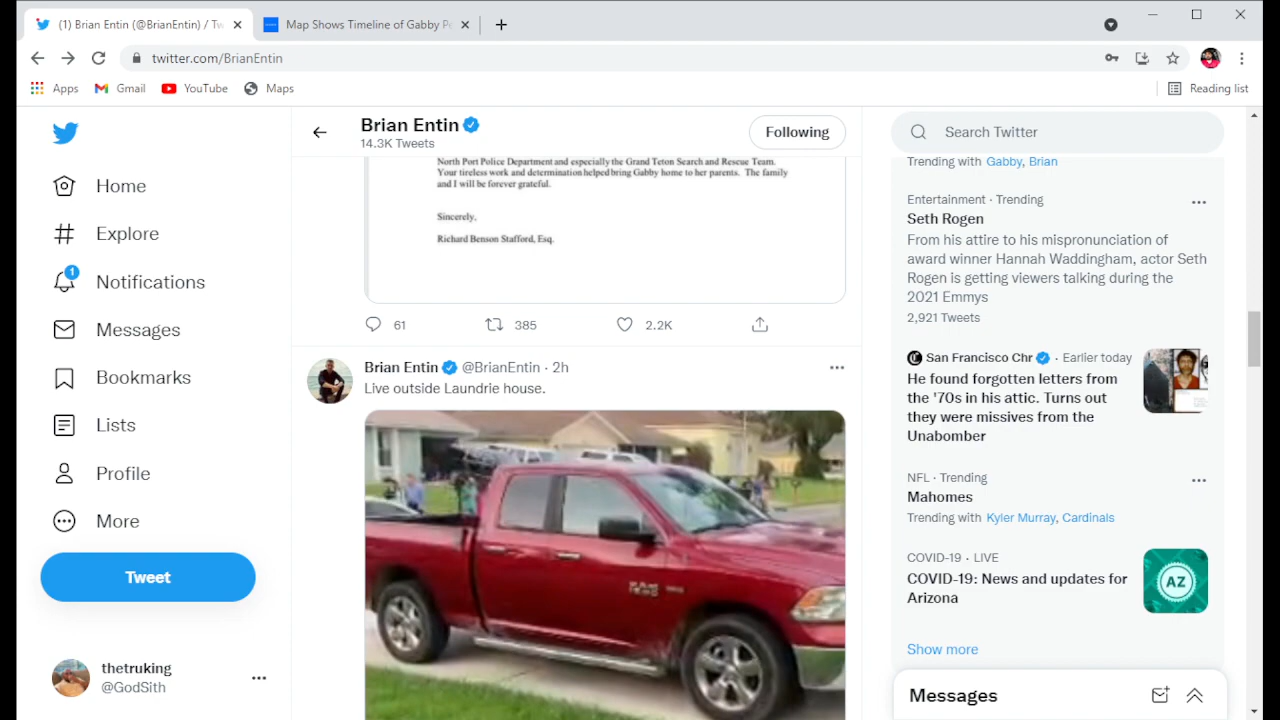 (1) Brian Entin (@BrianEntin) / Tw
Map Shows Timeline of Gabby Pe
twitter.com/BrianEntin
Apps
Gmail
YouTube
Maps
Reading list
Home
Explore
1
Notifications
Messages
Bookmarks
Lists
Profile
More
Tweet
thetruking
@GodSith
Brian Entin
14.3K Tweets
Following
North Port Police Department and especially the Grand Teton Search and Rescue Team.
Your tireless work and determination helped bring Gabby home to her parents. The family
and I will be forever grateful.
Sincerely,
Richard Benson Stafford, Esq.
61
385
2.2K
Brian Entin @BrianEntin · 2h
Live outside Laundrie house.
Search Twitter
Trending with Gabby, Brian
Entertainment · Trending
Seth Rogen
From his attire to his mispronunciation of
award winner Hannah Waddingham, actor Seth
Rogen is getting viewers talking during the
2021 Emmys
2,921 Tweets
San Francisco Chr · Earlier today
He found forgotten letters from
the '70s in his attic. Turns out
they were missives from the
Unabomber
NFL · Trending
Mahomes
Trending with Kyler Murray, Cardinals
COVID-19 · LIVE
COVID-19: News and updates for
Arizona
AZ
Show more
Messages